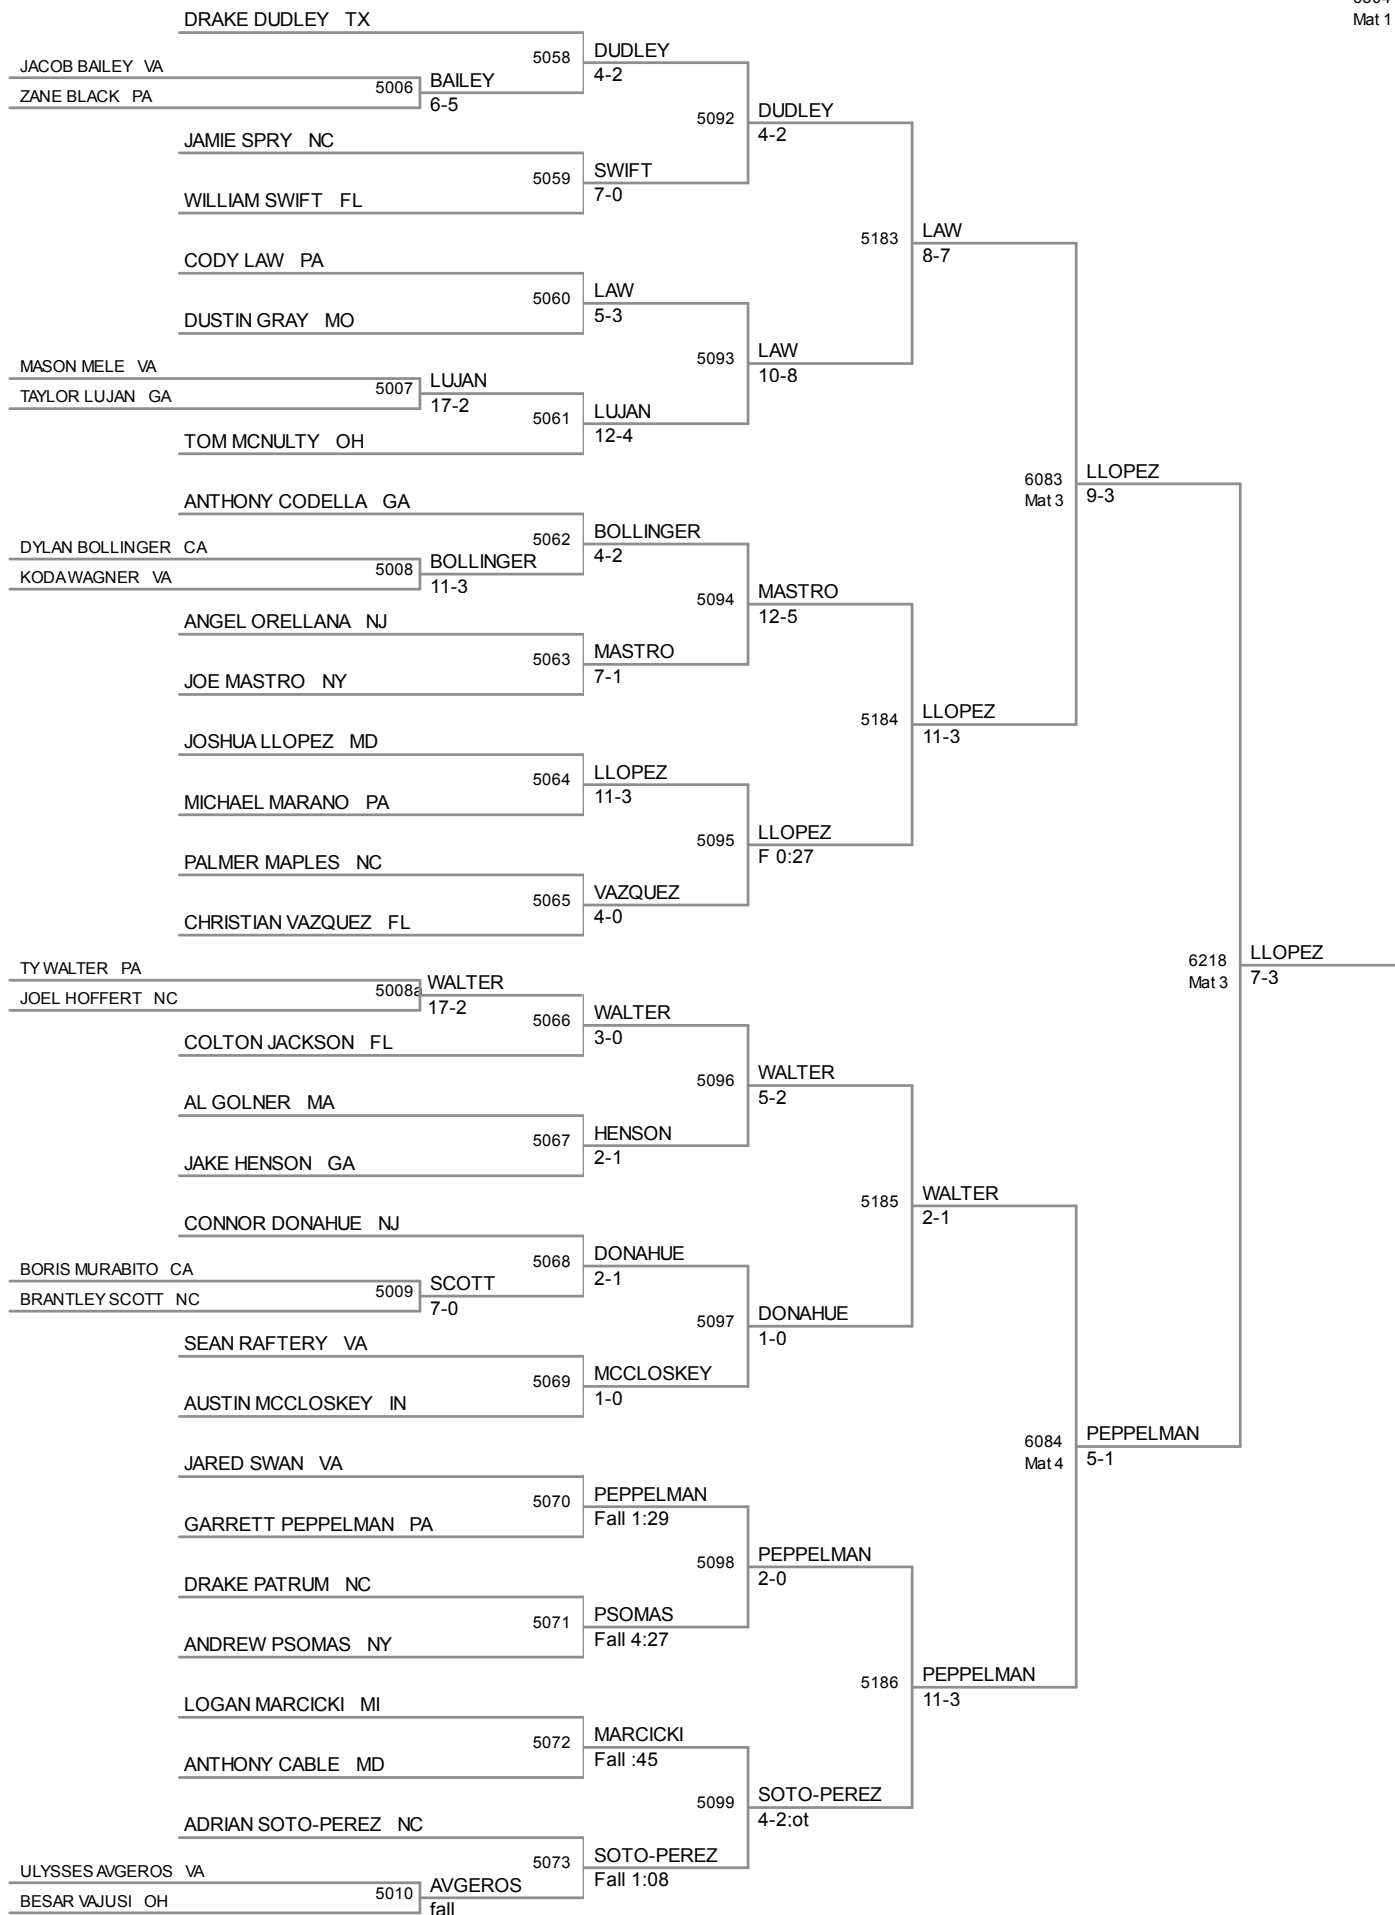 Mat 1
DRAKE DUDLEY TX
JACOB BAILEY VA
ZANE BLACK PA
5006
BAILEY
6-5
5058
DUDLEY
4-2
JAMIE SPRY NC
WILLIAM SWIFT FL
5059
SWIFT
7-0
5092
DUDLEY
4-2
CODY LAW PA
DUSTIN GRAY MO
5060
LAW
5-3
MASON MELE VA
TAYLOR LUJAN GA
5007
LUJAN
17-2
TOM MCNULTY OH
5061
LUJAN
12-4
5093
LAW
10-8
5183
LAW
8-7
ANTHONY CODELLA GA
DYLAN BOLLINGER CA
KODA WAGNER VA
5008
BOLLINGER
11-3
5062
BOLLINGER
4-2
ANGEL ORELLANA NJ
JOE MASTRO NY
5063
MASTRO
7-1
5094
MASTRO
12-5
JOSHUA LLOPEZ MD
MICHAEL MARANO PA
5064
LLOPEZ
11-3
PALMER MAPLES NC
CHRISTIAN VAZQUEZ FL
5065
VAZQUEZ
4-0
5095
LLOPEZ
F 0:27
5184
LLOPEZ
11-3
6083
Mat 3
LLOPEZ
9-3
TY WALTER PA
JOEL HOFFERT NC
5008a
WALTER
17-2
COLTON JACKSON FL
5066
WALTER
3-0
AL GOLNER MA
JAKE HENSON GA
5067
HENSON
2-1
5096
WALTER
5-2
CONNOR DONAHUE NJ
BORIS MURABITO CA
BRANTLEY SCOTT NC
5009
SCOTT
7-0
5068
DONAHUE
2-1
SEAN RAFTERY VA
AUSTIN MCCLOSKEY IN
5069
MCCLOSKEY
1-0
5097
DONAHUE
1-0
5185
WALTER
2-1
JARED SWAN VA
GARRETT PEPPELMAN PA
5070
PEPPELMAN
Fall 1:29
DRAKE PATRUM NC
ANDREW PSOMAS NY
5071
PSOMAS
Fall 4:27
5098
PEPPELMAN
2-0
LOGAN MARCICKI MI
ANTHONY CABLE MD
5072
MARCICKI
Fall :45
ADRIAN SOTO-PEREZ NC
ULYSSES AVGEROS VA
BESAR VAJUSI OH
5010
AVGEROS
fall
5073
SOTO-PEREZ
Fall 1:08
5099
SOTO-PEREZ
4-2;ot
5186
PEPPELMAN
11-3
6084
Mat 4
PEPPELMAN
5-1
6218
Mat 3
LLOPEZ
7-3